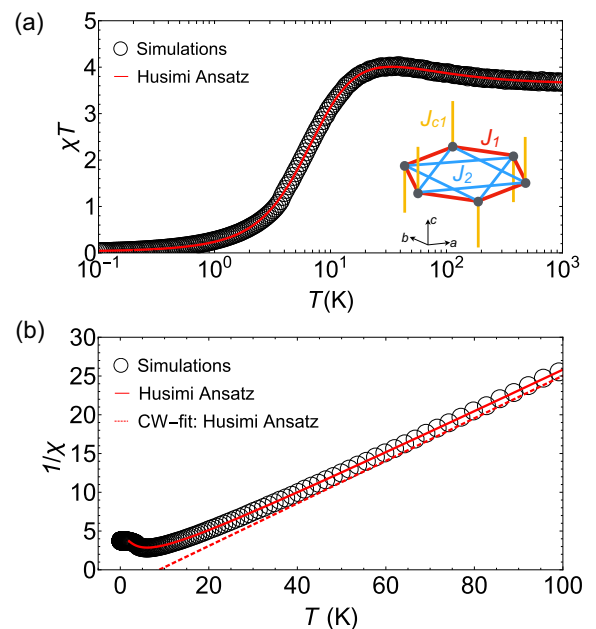 (a)
5
4
3
2
1
0
χT
Simulations
Husimi Ansatz
J_{c1}
J_1
J_2
c
b
a
10^{-1}
10^0
10^1
10^2
10^3
T(K)
(b)
30
25
20
15
10
5
0
1/χ
Simulations
Husimi Ansatz
CW-fit: Husimi Ansatz
0
20
40
60
80
100
T (K)